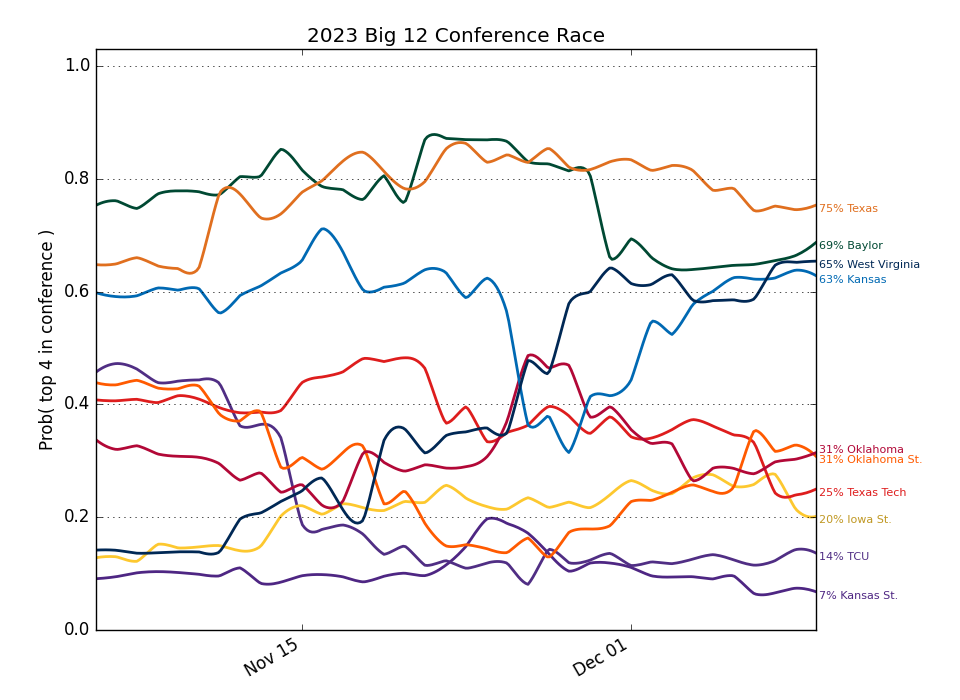 2023 Big 12 Conference Race
Prob( top 4 in conference )
1.0
0.8
0.6
0.4
0.2
0.0
Nov 15
Dec 01
75% Texas
69% Baylor
65% West Virginia
63% Kansas
31% Oklahoma
31% Oklahoma St.
25% Texas Tech
20% Iowa St.
14% TCU
7% Kansas St.